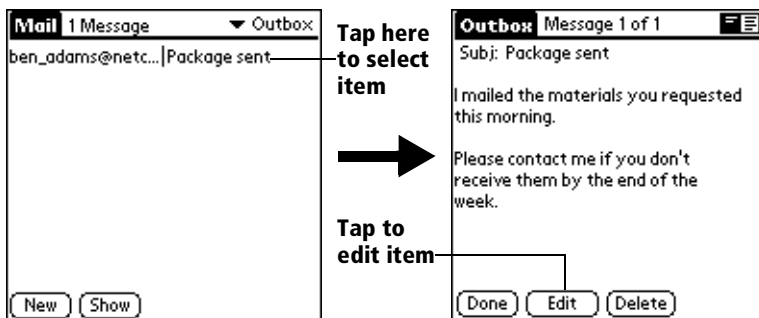 Mail 1 Message Outbox
ben_adams@netc...|Package sent
New Show
Tap here
to select
item
Tap to
edit item
Outbox Message 1 of 1
Subj: Package sent
I mailed the materials you requested
this morning.
Please contact me if you don't
receive them by the end of the
week.
Done Edit Delete